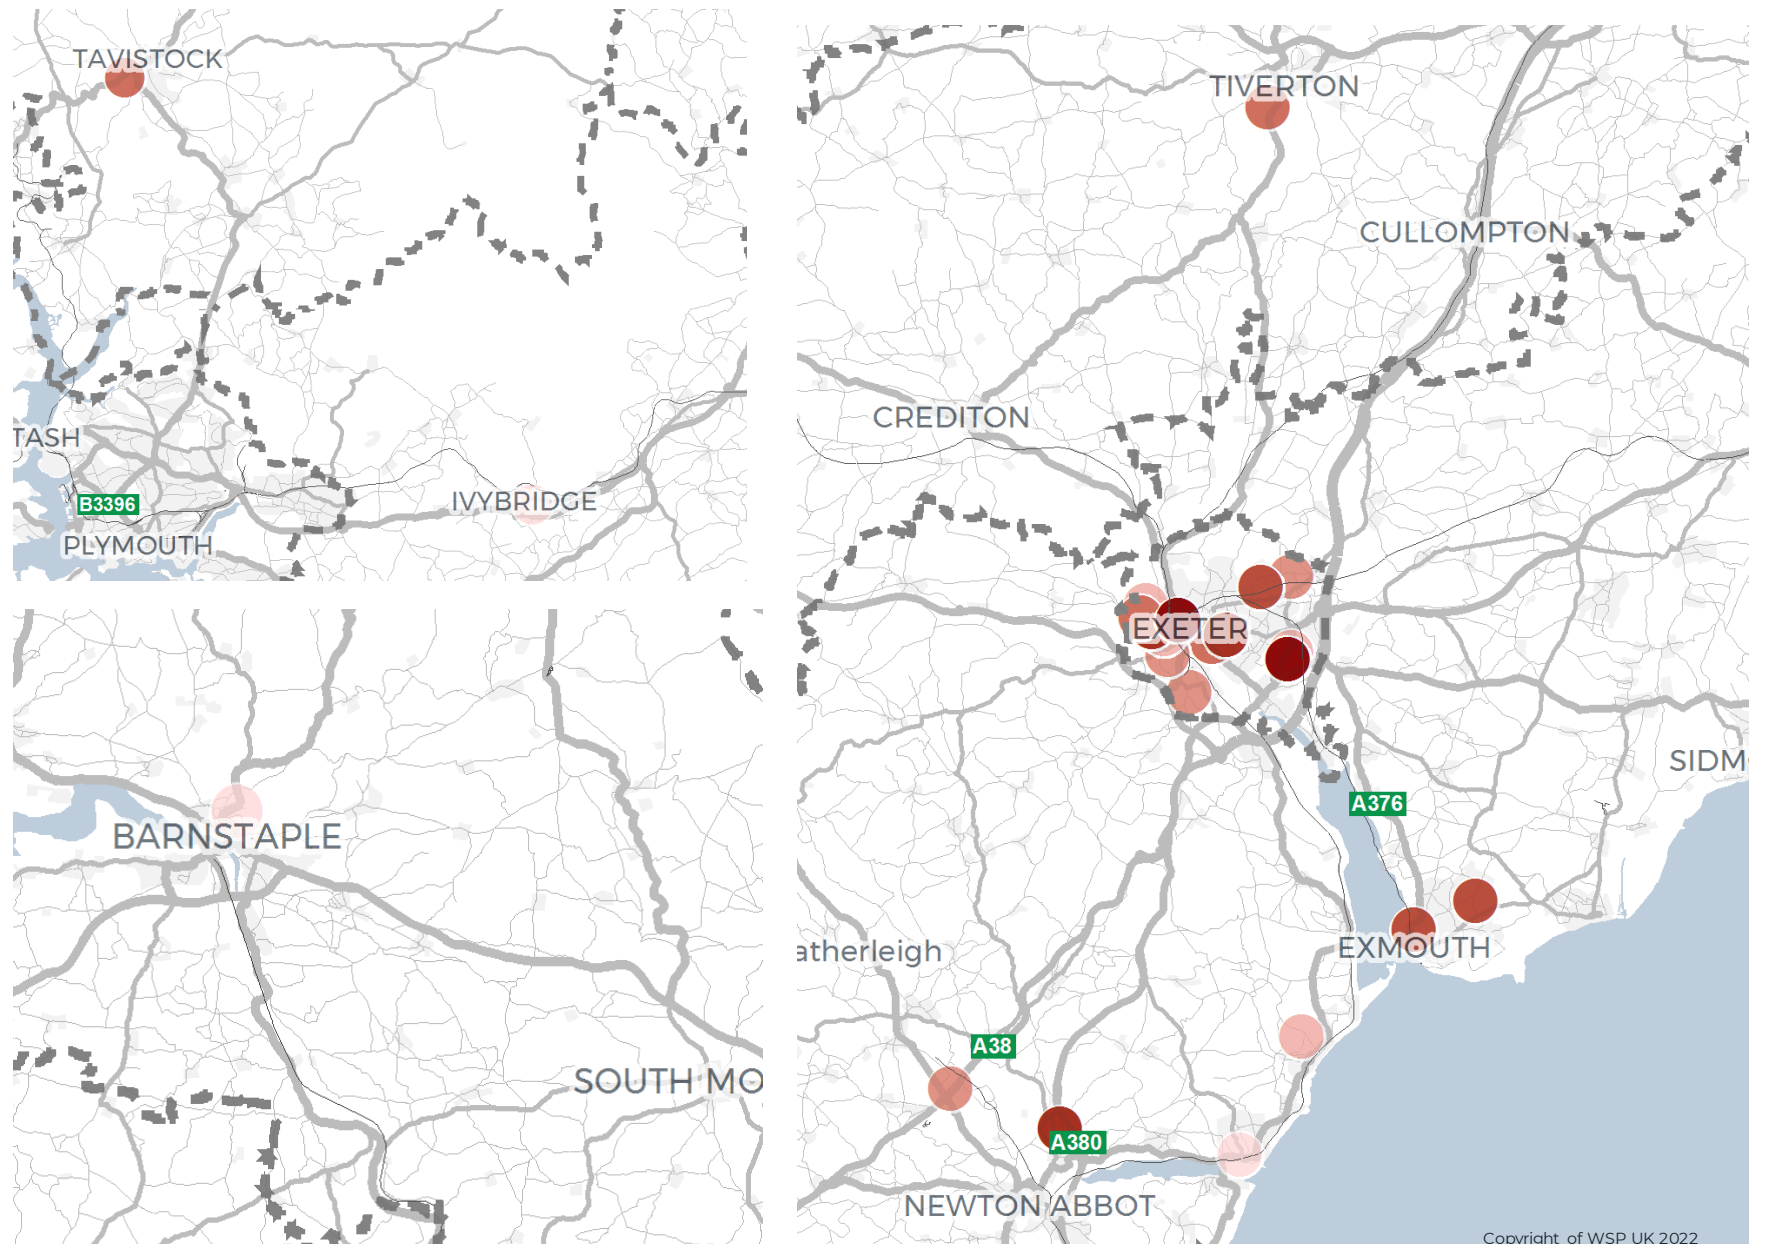 TAVISTOCK
TASH
B3396
IVYBRIDGE
PLYMOUTH
BARNSTAPLE
SOUTH MO
TIVERTON
CULLOMPTON
CREDITON
EXETER
SIDM
A376
EXMOUTH
atherleigh
A38
A380
NEWTON ABBOT
Copyright of WSP UK 2022